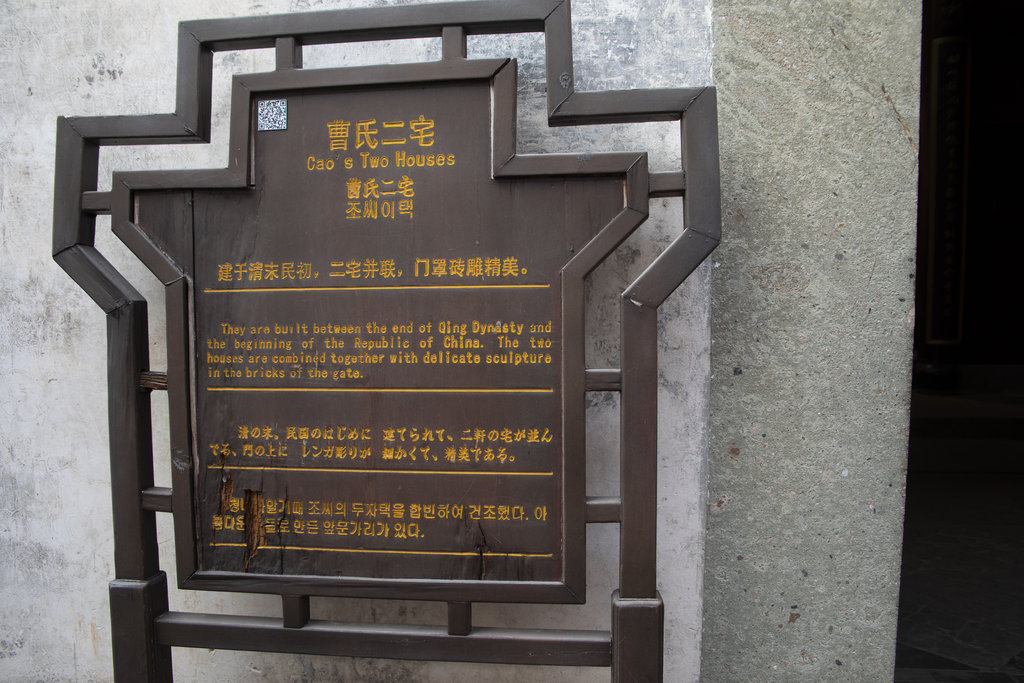 曹氏二宅
Cao's Two Houses
曹氏二宅
조씨이택
建于清末民初，二宅并联，门罩砖雕精美。
They are built between the end of Qing Dynasty and
the beginning of the Republic of China. The two
houses are combined together with delicate sculpture
in the bricks of the gate.
清の末，民国のはじめに 建てられて、二軒の宅が並ん
でる、門の上に レンガ彫りが 細かくて、精美である。
조씨의 두자택을 합빈하여 건조했다. 아
만든 앞문가리가 있다.